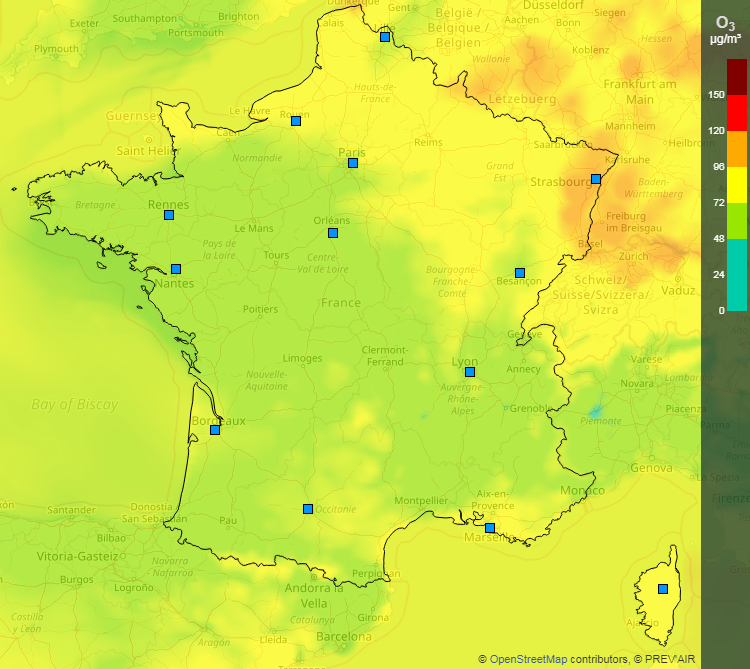 Dunkerque
Gent
Düsseldorf
Exeter
Southampton
Brighton
Portsmouth
Plymouth
Calais
Lille
België /
Belgique /
Belgien
Aachen
Bonn
Siegen
Hessen
Koblenz
Wallonie
Frankfurt am
Main
Lëtzebuerg
Hauts-de-
France
Guernsey
Le Havre
Rouen
Caen
Mannheim
Heilbronn
Saint Helier
Normandie
Paris
Reims
Saarbrücken
Karlsruhe
Grand
Est
Strasbourg
Baden-
Württemberg
Rennes
Bretagne
Le Mans
Orléans
Freiburg
im Breisgau
Pays de
la Loire
Tours
Centre-
Val de Loire
Basel
Zürich
Bourgogne
Franche
Comté
Besançon
Nantes
Schweiz/
Suisse/Svizzera/
Svizra
Vaduz
France
Poitiers
Genève
Limoges
Clermont-
Ferrand
Lyon
Annecy
Varese
Novara
Lombardia
Nouvelle-
Aquitaine
Auvergne-
Rhône-
Alpes
Grenoble
Bay of Biscay
Bordeaux
Piemonte
Piacenza
Parma
Genova
La Spezia
Monaco
Firenze
Montpellier
Aix-en-
Provence
Marseille
Occitanie
Pau
Santander
Donostia
San Sebastián
Bilbao
Vitoria-Gasteiz
Navarra
- Nafarroa
Burgos
Logroño
Perpignan
Andorra la
Vella
Girona
Castilla
y León
Catalunya
Aragón
Lleida
Barcelona
Tarragona
Ajaccio
O3
µg/m³
150
120
96
72
48
24
0
© OpenStreetMap contributors, © PREV'AIR